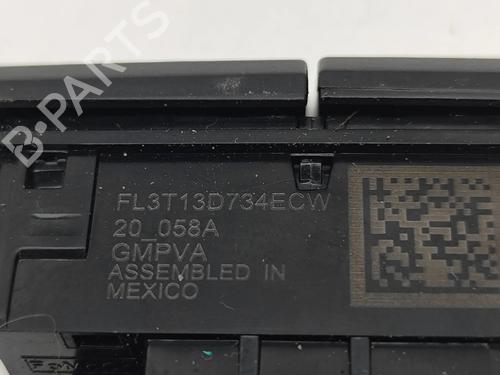 B-PARTS
FL3T13D734ECW
20_058A
GMPVA
ASSEMBLED IN
MEXICO